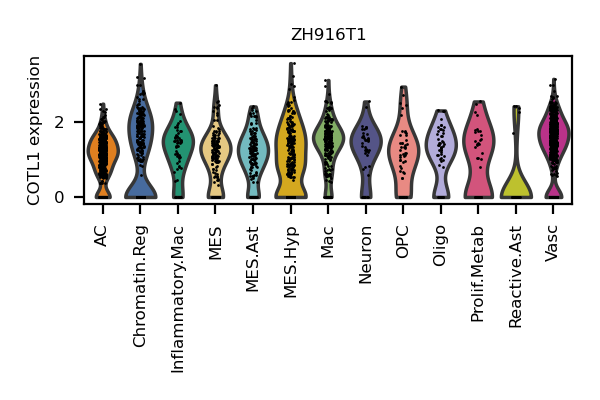 ZH916T1
COTL1 expression
2
0
AC
Chromatin.Reg
Inflammatory.Mac
MES
MES.Ast
MES.Hyp
Mac
Neuron
OPC
Oligo
Prolif.Metab
Reactive.Ast
Vasc